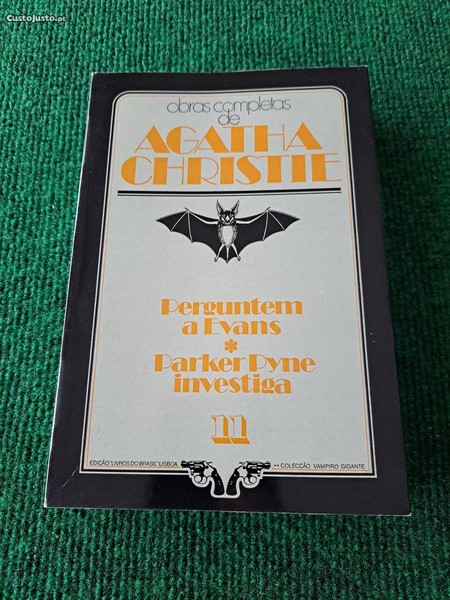 CustoJusto.pt
obras completas
de
AGATHA
CHRISTIE
Perguntem
a Evans
*
Parker Pyne
investiga
11
EDIÇÃO "LIVROS DO BRASIL" LISBOA
•• COLECÇÃO VAMPIRO GIGANTE